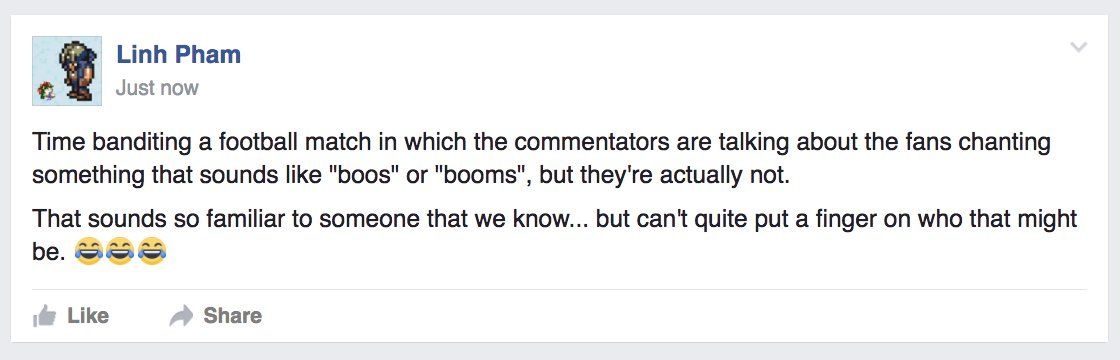 Linh Pham
Just now
Time banditing a football match in which the commentators are talking about the fans chanting
something that sounds like "boos" or "booms", but they're actually not.
That sounds so familiar to someone that we know... but can't quite put a finger on who that might
be. 😂😂😂
Like
Share